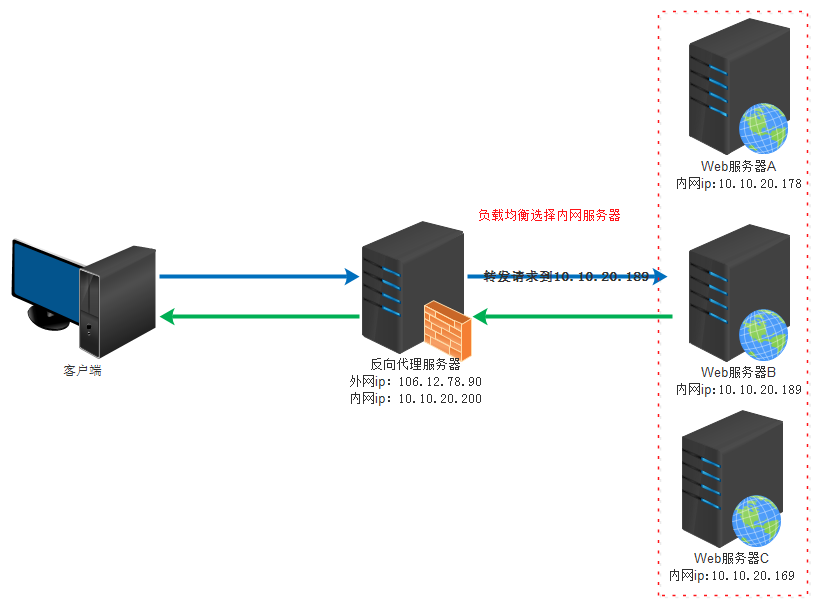 Web服务器A
内网ip:10.10.20.178
负载均衡选择内网服务器
转发请求到10.10.20.189
客户端
反向代理服务器
外网ip: 106.12.78.90
内网ip: 10.10.20.200
Web服务器B
内网ip:10.10.20.189
Web服务器C
内网ip:10.10.20.169